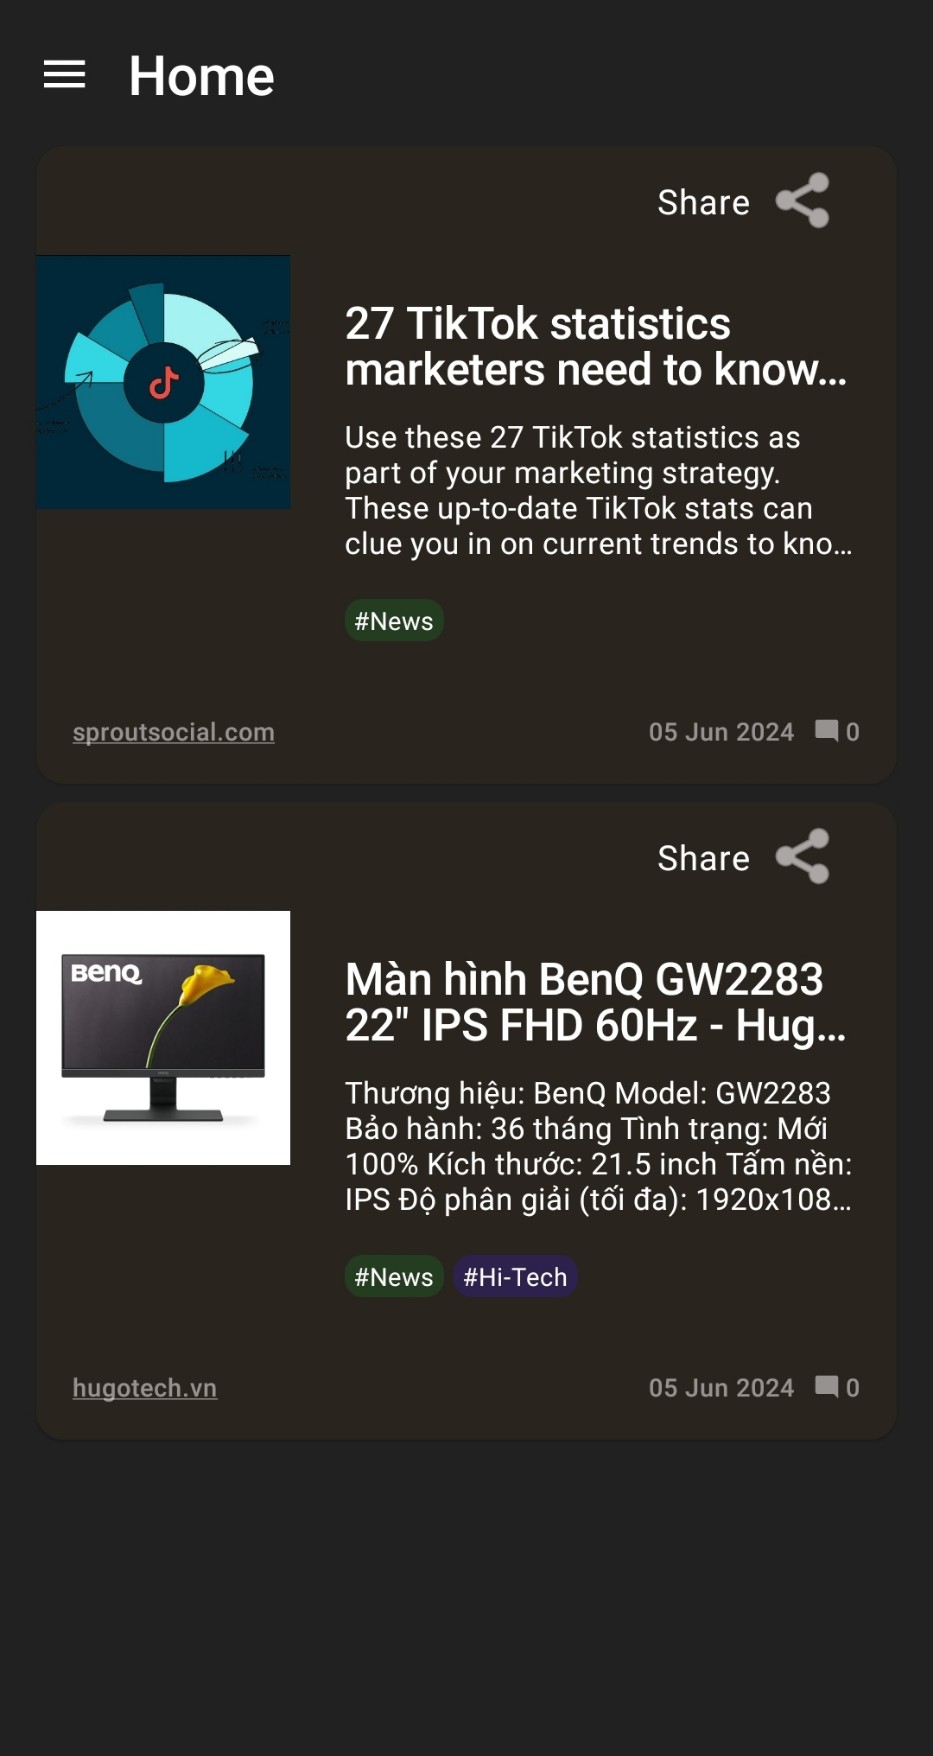 Home
Share
27 TikTok statistics
marketers need to know…
Use these 27 TikTok statistics as
part of your marketing strategy.
These up-to-date TikTok stats can
clue you in on current trends to kno…
#News
sproutsocial.com
05 Jun 2024 0
Share
BenQ
Màn hình BenQ GW2283
22" IPS FHD 60Hz - Hug…
Thương hiệu: BenQ Model: GW2283
Bảo hành: 36 tháng Tình trạng: Mới
100% Kích thước: 21.5 inch Tấm nền:
IPS Độ phân giải (tối đa): 1920x108…
#News #Hi-Tech
hugotech.vn
05 Jun 2024 0